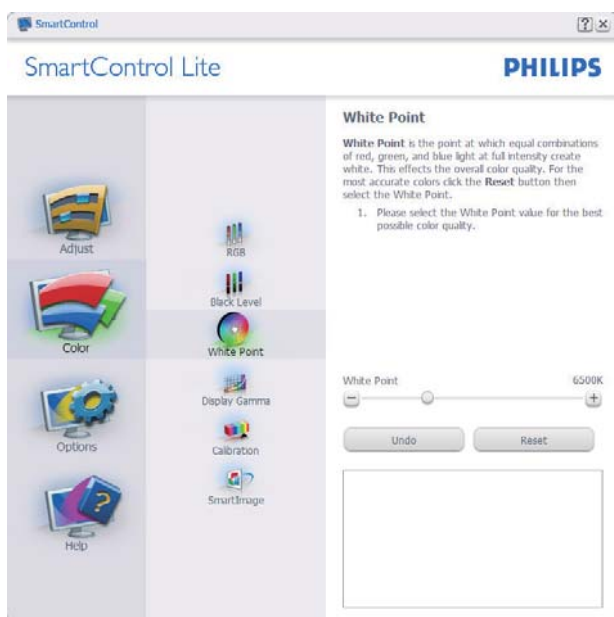 SmartControl
SmartControl Lite
PHILIPS
Adjust
Color
Options
Help
RGB
Black Level
White Point
Display Gamma
Calibration
SmartImage
White Point
White Point is the point at which equal combinations
of red, green, and blue light at full intensity create
white. This effects the overall color quality. For the
most accurate colors click the Reset button then
select the White Point.
1. Please select the White Point value for the best
possible color quality.
White Point 6500K
Undo Reset